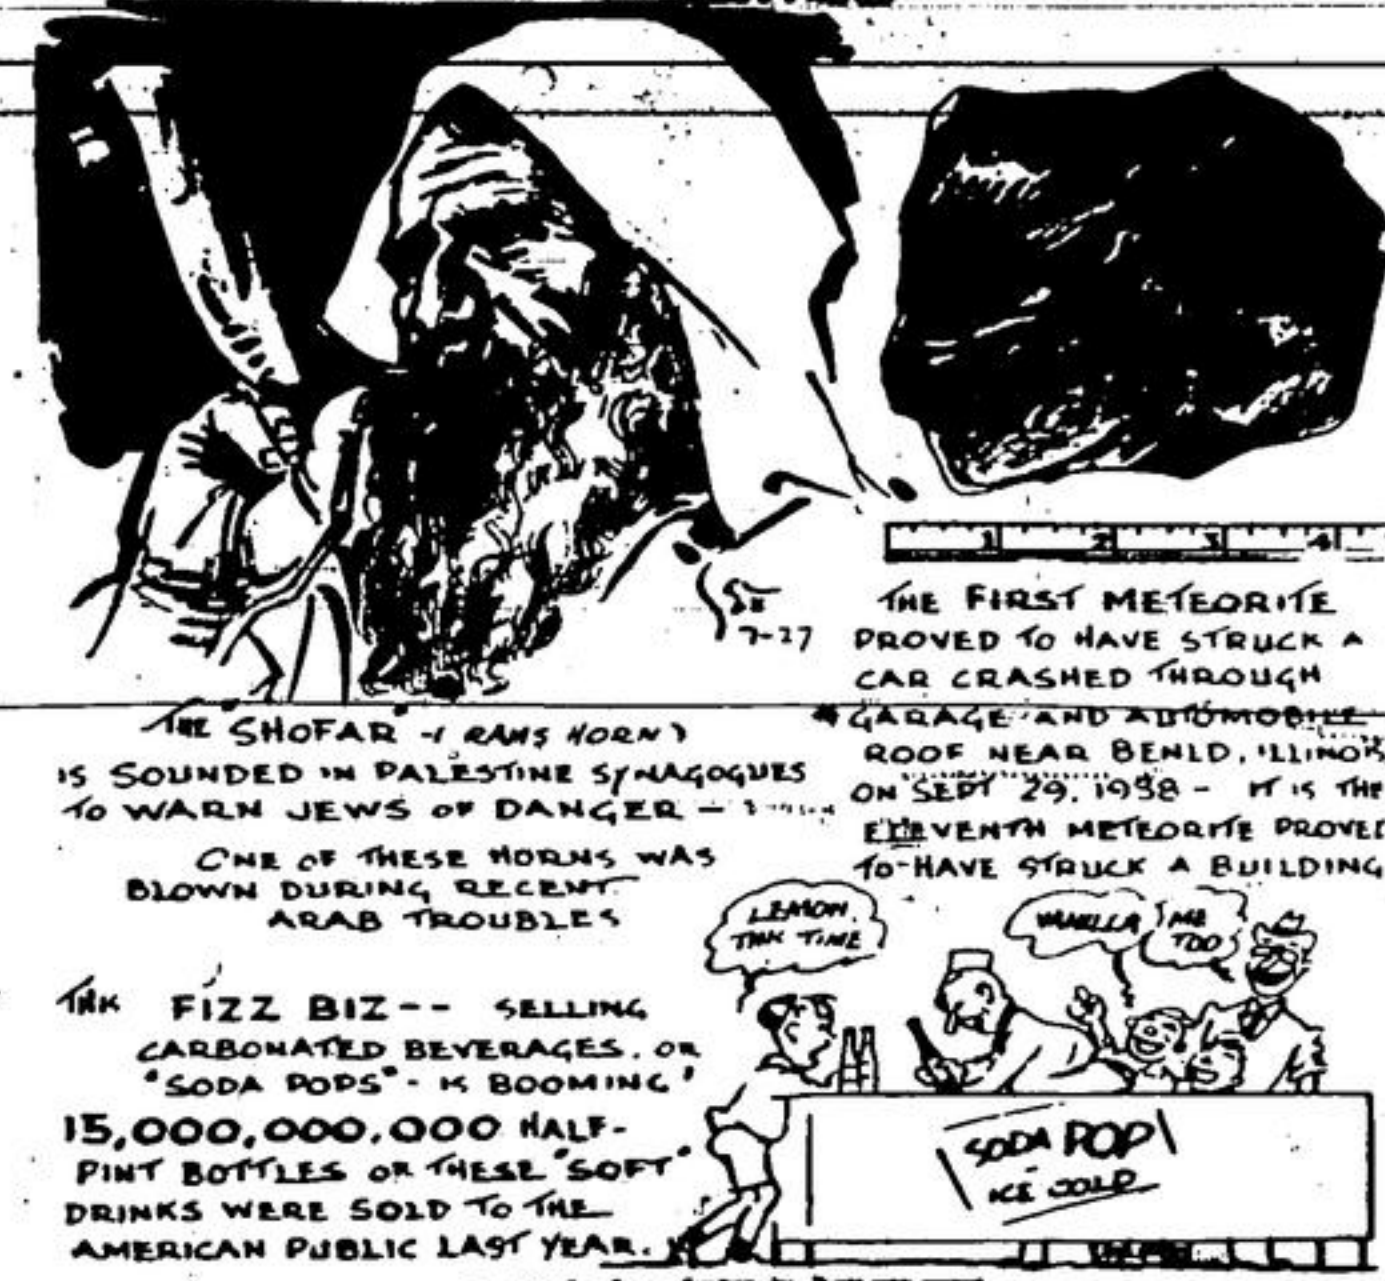 7-27
THE "SHOFAR" - (RAMS HORN)
IS SOUNDED IN PALESTINE SYNAGOGUES
TO WARN JEWS OF DANGER -
ONE OF THESE HORNS WAS
BLOWN DURING RECENT
ARAB TROUBLES
1 2 3 4
THE FIRST METEORITE
PROVED TO HAVE STRUCK A
CAR CRASHED THROUGH
GARAGE AND AUTOMOBILE
ROOF NEAR BENLD, ILLINOIS
ON SEPT 29, 1938 - IT IS THE
ELEVENTH METEORITE PROVED
TO HAVE STRUCK A BUILDING
THE FIZZ BIZ -- SELLING
CARBONATED BEVERAGES, OR
"SODA POPS" - IS BOOMING!
15,000,000,000 HALF-
PINT BOTTLES OF THESE "SOFT"
DRINKS WERE SOLD TO THE
AMERICAN PUBLIC LAST YEAR.
LEMON
THIS TIME
VANILLA
ME
TOO
SODA POP
ICE COLD